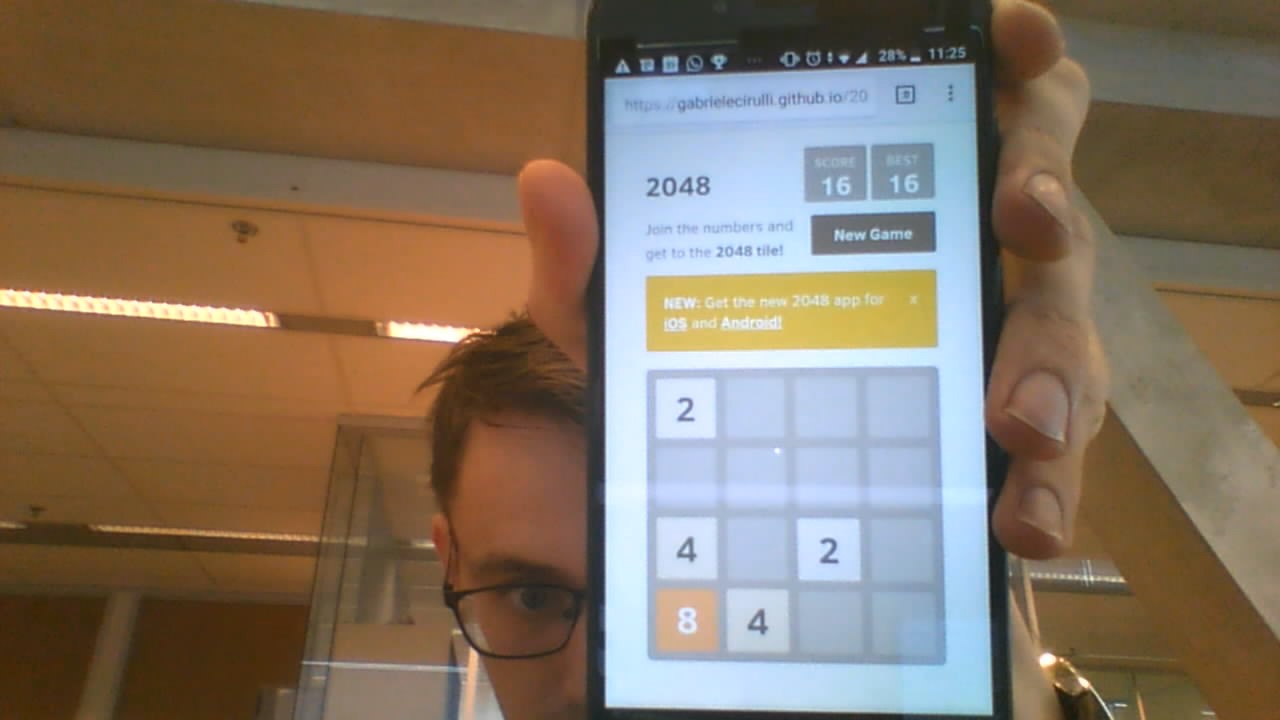 28% 11:25
https://gabrielecirulli.github.io/20
2048
SCORE
16
BEST
16
Join the numbers and
get to the 2048 tile!
New Game
NEW: Get the new 2048 app for
iOS and Android!
x
2
4 2
8 4